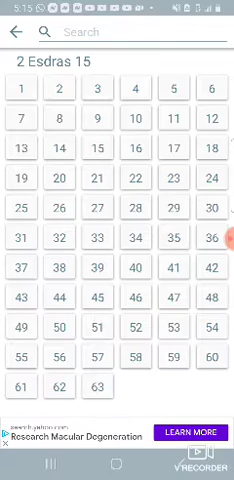 5:15
Search
2 Esdras 15
1 2 3 4 5 6
7 8 9 10 11 12
13 14 15 16 17 18
19 20 21 22 23 24
25 26 27 28 29 30
31 32 33 34 35 36
37 38 39 40 41 42
43 44 45 46 47 48
49 50 51 52 53 54
55 56 57 58 59 60
61 62 63
search.yahoo.com
Research Macular Degeneration
LEARN MORE
RECORDER